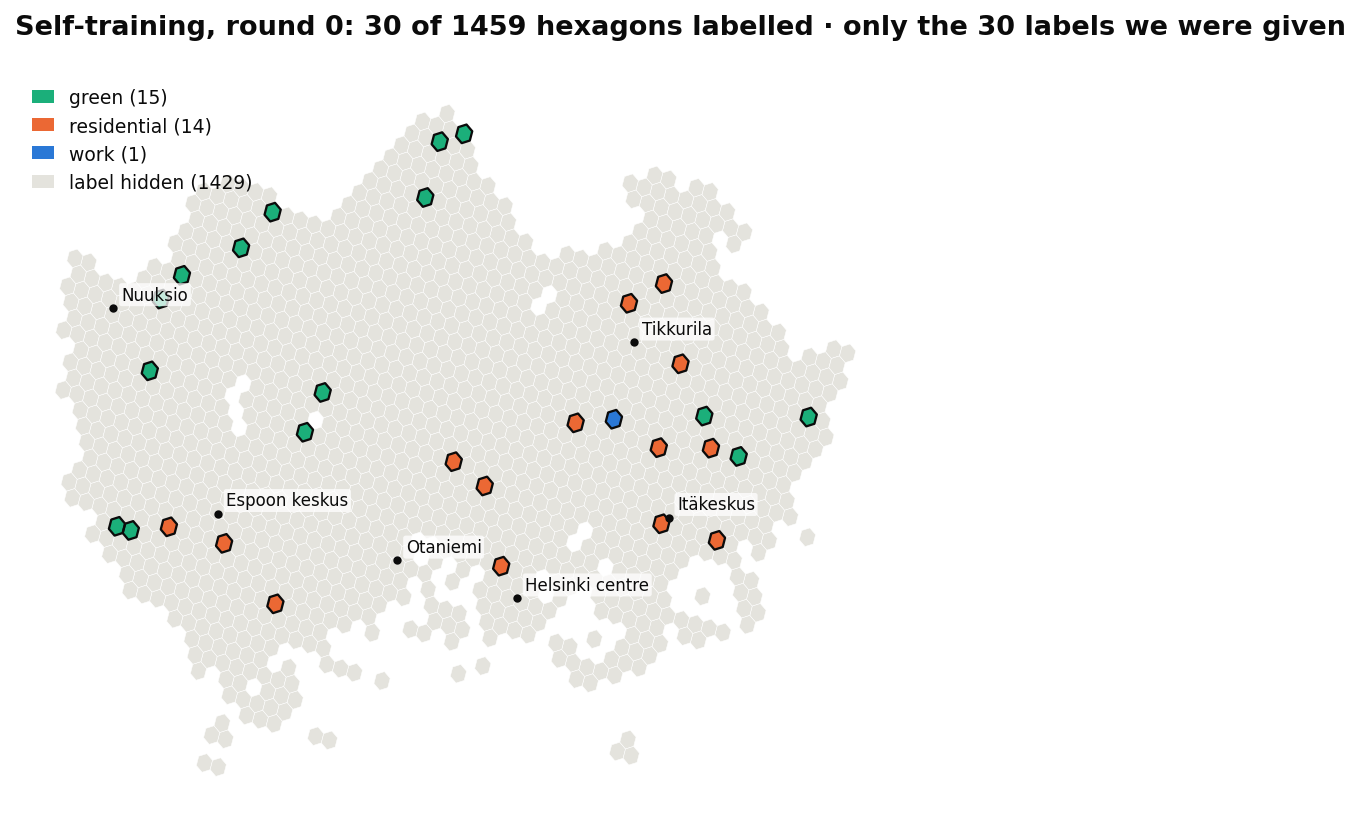 Self-training, round 0: 30 of 1459 hexagons labelled · only the 30 labels we were given
green (15)
residential (14)
work (1)
label hidden (1429)
Nuuksio
Tikkurila
Espoon keskus
Itäkeskus
Otaniemi
Helsinki centre